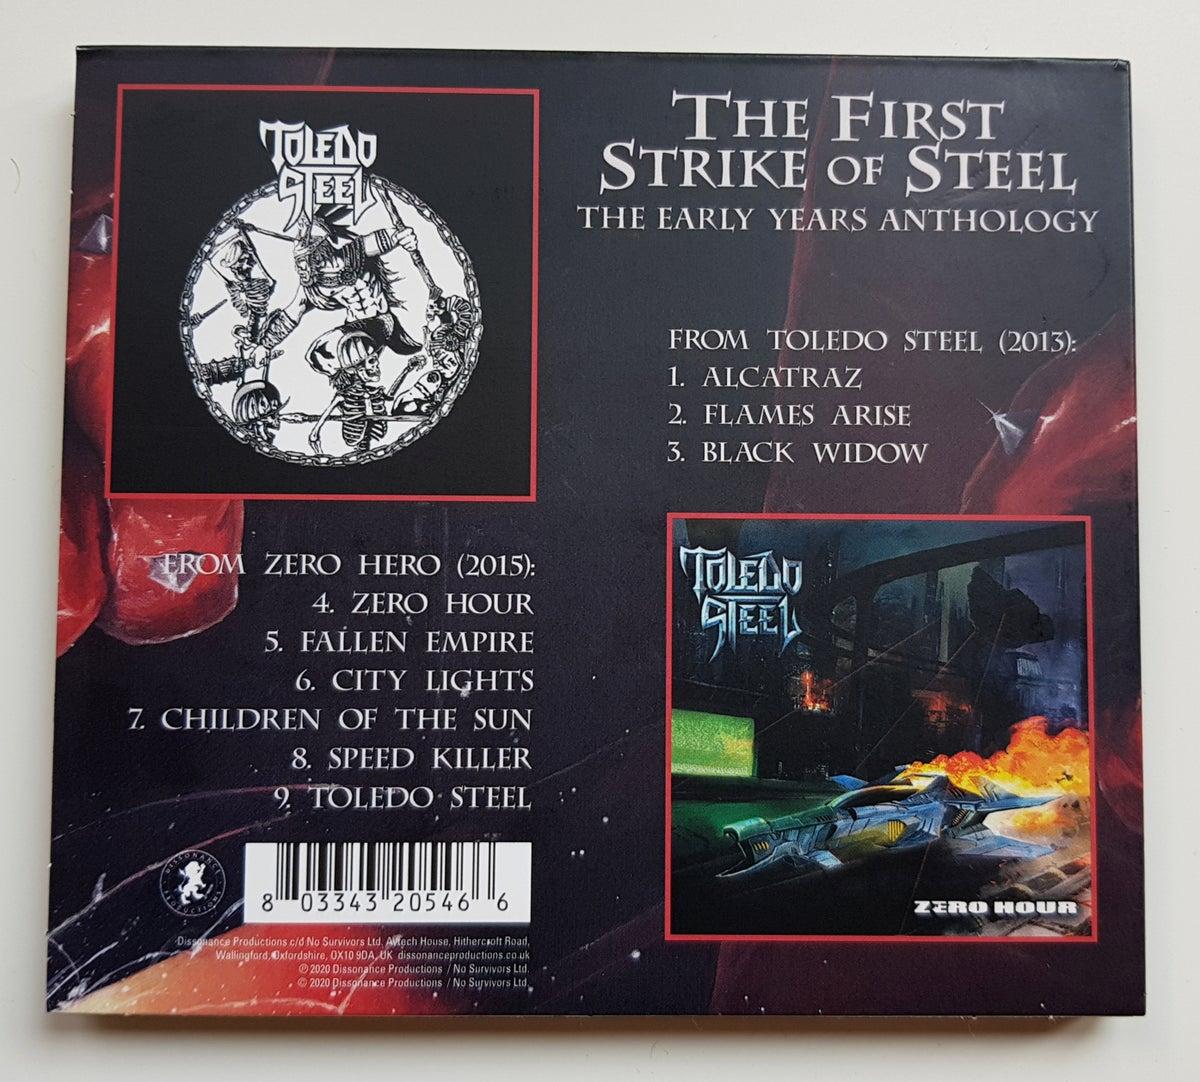 TOLEDO
STEEL
THE FIRST
STRIKE OF STEEL
THE EARLY YEARS ANTHOLOGY
FROM TOLEDO STEEL (2013):
1. ALCATRAZ
2. FLAMES ARISE
3. BLACK WIDOW
FROM ZERO HERO (2015):
4. ZERO HOUR
5. FALLEN EMPIRE
6. CITY LIGHTS
7. CHILDREN OF THE SUN
8. SPEED KILLER
9. TOLEDO STEEL
TOLEDO
STEEL
ZERO HOUR
DISSONANCE
PRODUCTIONS
8 03343 20546 6
Dissonance Productions c/d No Survivors Ltd. Avtech House, Hithercroft Road,
Wallingford, Oxfordshire, OX10 9DA, UK dissonanceproductions.co.uk
℗ 2020 Dissonance Productions / No Survivors Ltd.
© 2020 Dissonance Productions / No Survivors Ltd.